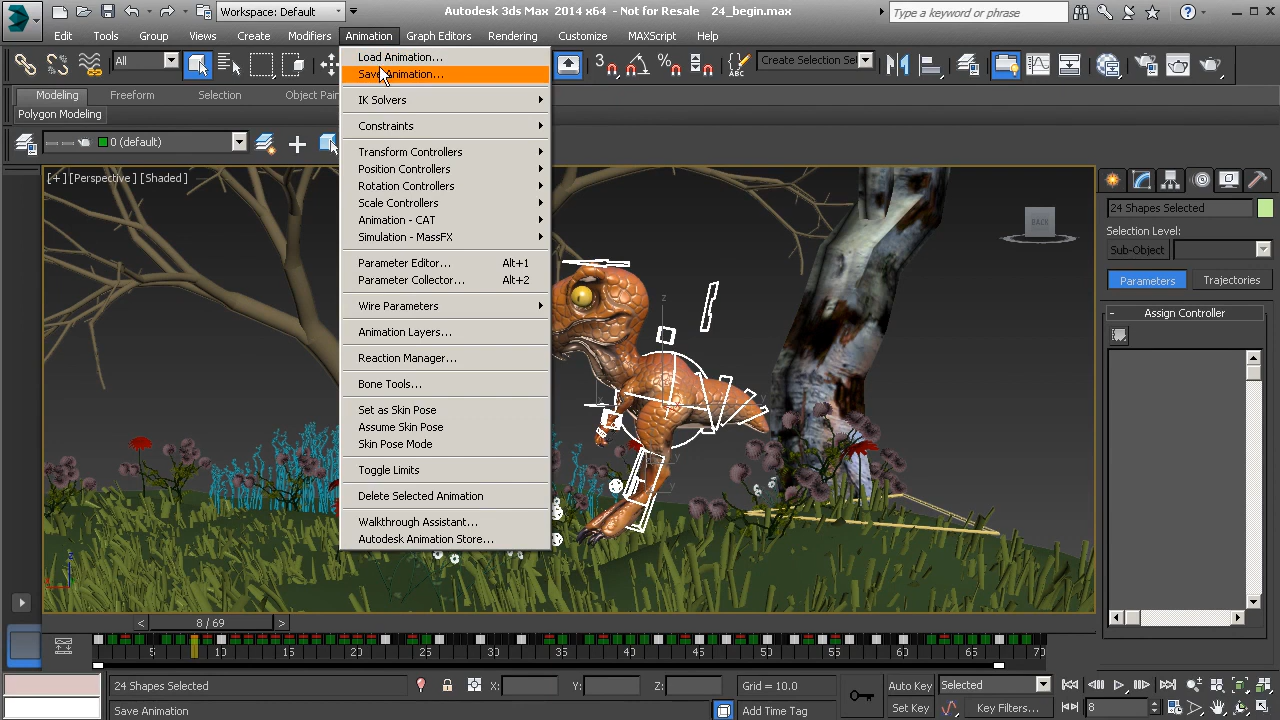 Workspace: Default
Autodesk 3ds Max  2014 x64  - Not for Resale   24_begin.max
Type a keyword or phrase
Edit Tools Group Views Create Modifiers Animation Graph Editors Rendering Customize MAXScript Help
All
3
Create Selection Se
Modeling Freeform Selection Object Pain
Polygon Modeling
0 (default)
Load Animation...
Save Animation...
IK Solvers
Constraints
Transform Controllers
Position Controllers
Rotation Controllers
Scale Controllers
Animation - CAT
Simulation - MassFX
Parameter Editor... Alt+1
Parameter Collector... Alt+2
Wire Parameters
Animation Layers...
Reaction Manager...
Bone Tools...
Set as Skin Pose
Assume Skin Pose
Skin Pose Mode
Toggle Limits
Delete Selected Animation
Walkthrough Assistant...
Autodesk Animation Store...
[+] [Perspective] [Shaded]
BACK
24 Shapes Selected
Selection Level:
Sub-Object
Parameters Trajectories
- Assign Controller
< 8 / 69 >
5 10 15 20 25 30 35 40 45 50 55 60 65 70
24 Shapes Selected X: Y: Z: Grid = 10.0 Auto Key Selected
Save Animation Add Time Tag Set Key Key Filters... 8